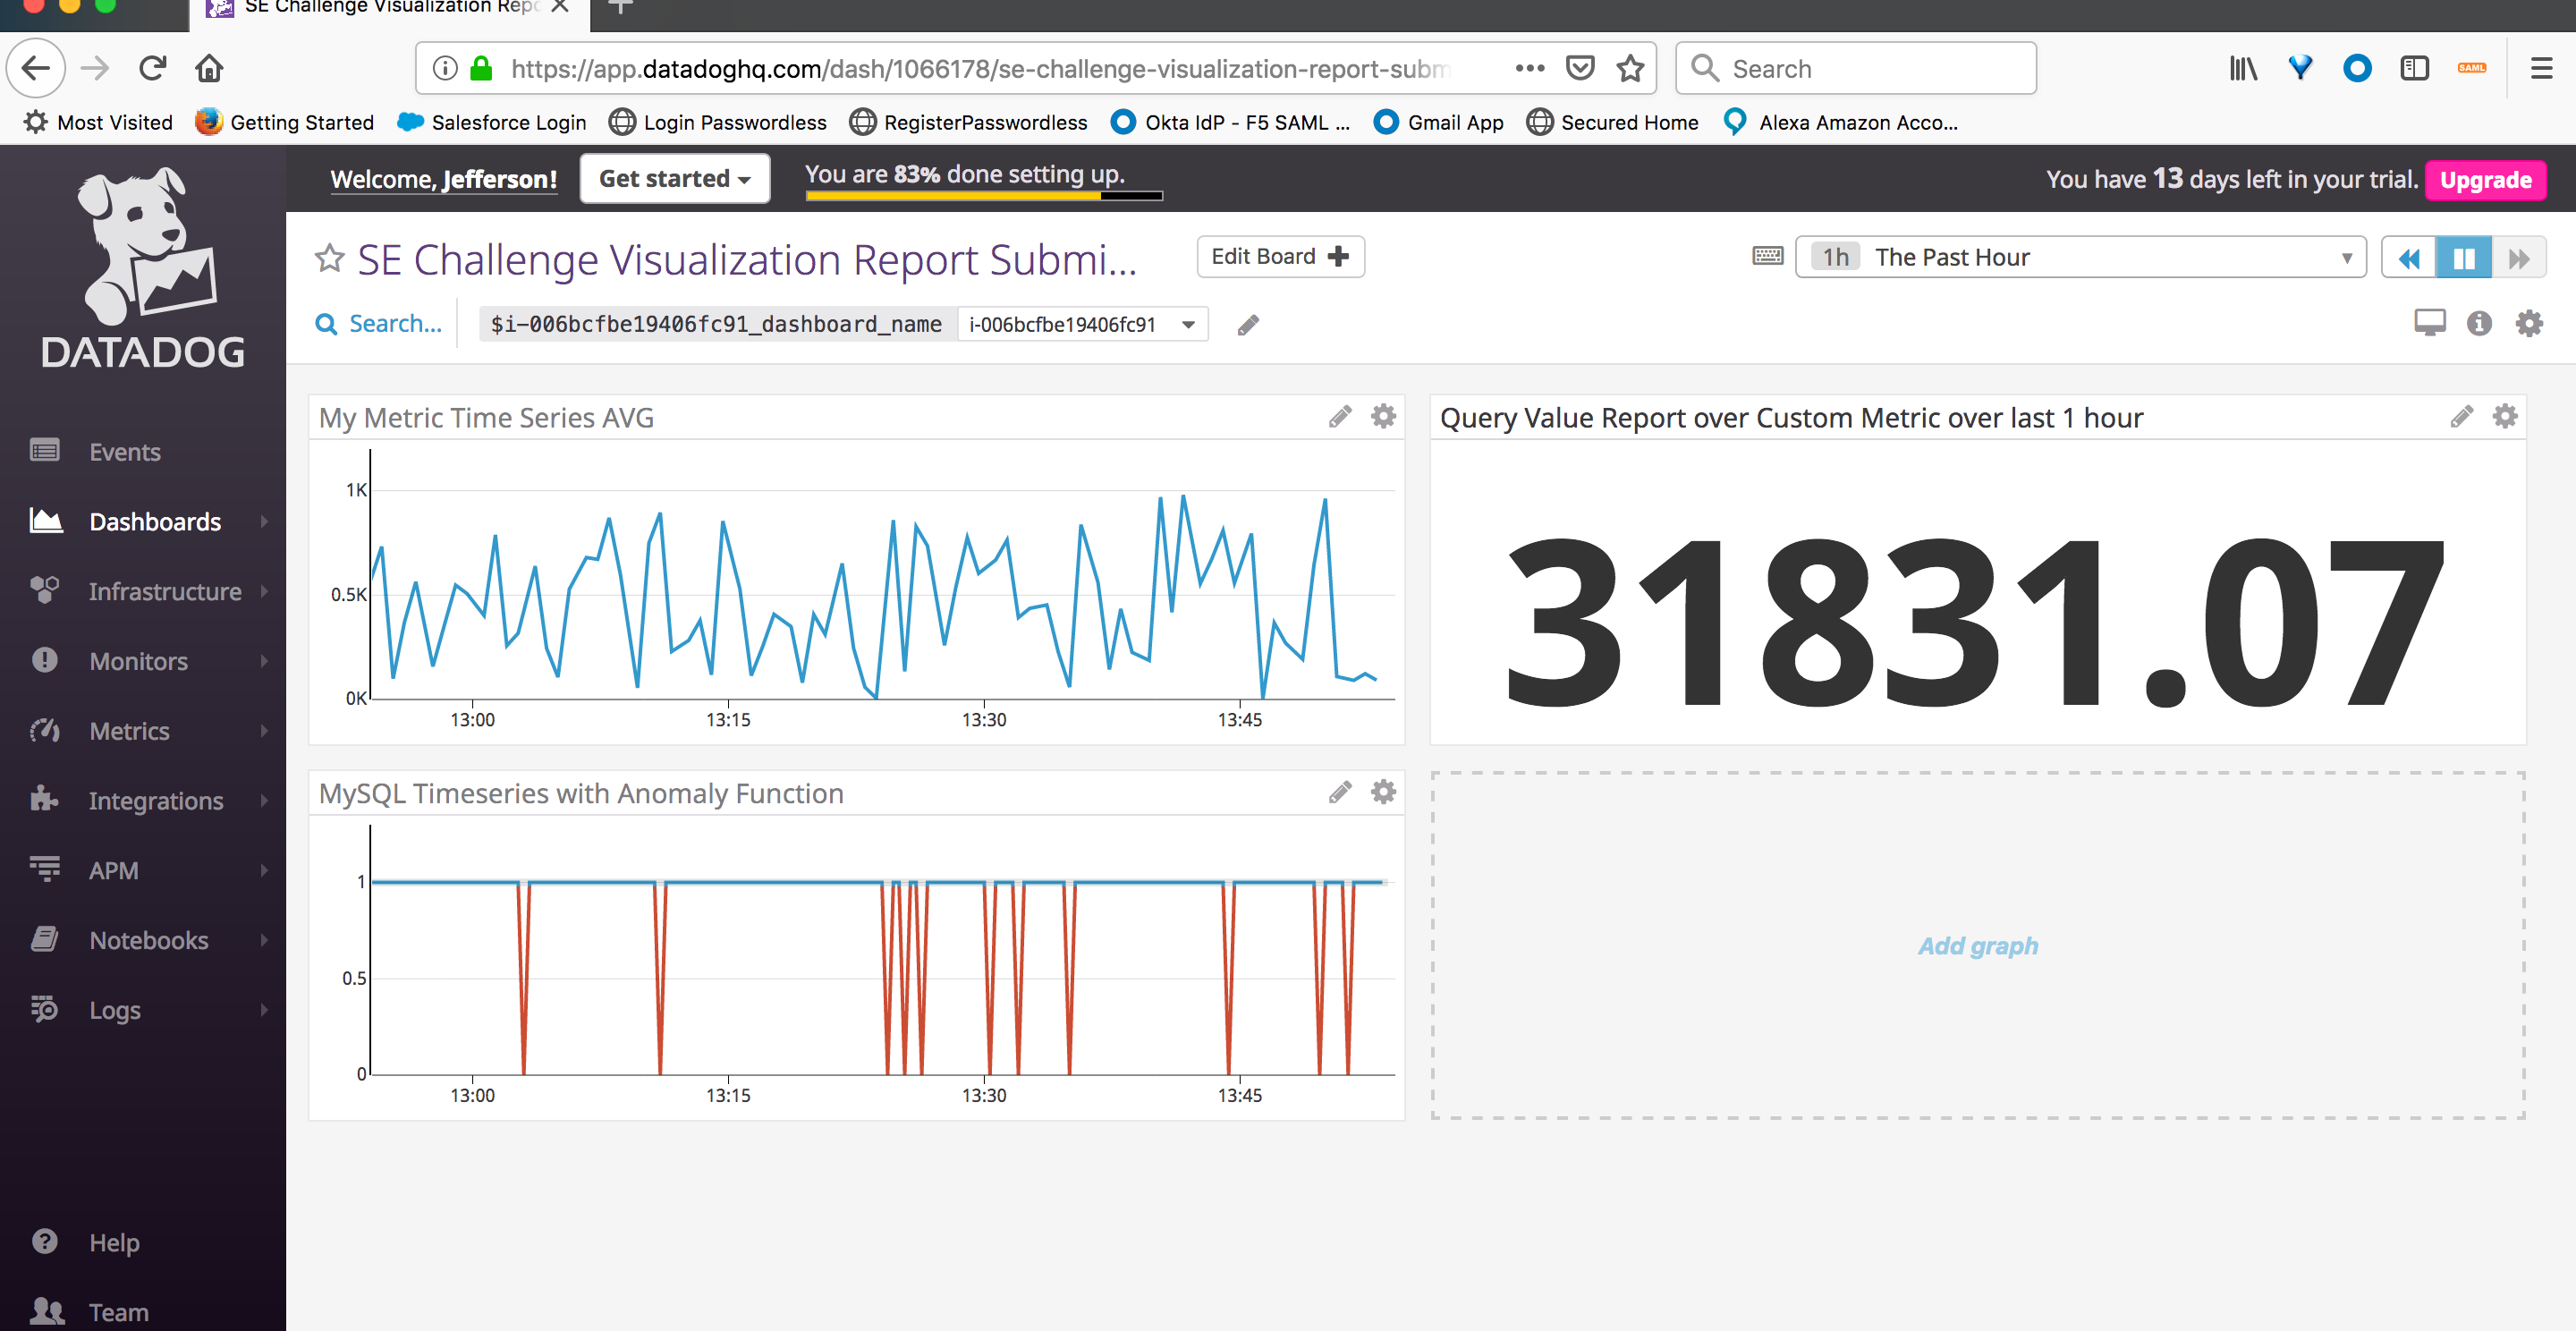 SE Challenge Visualization Repo
https://app.datadoghq.com/dash/1066178/se-challenge-visualization-report-subm
Search
SAML
Most Visited
Getting Started
Salesforce Login
Login Passwordless
RegisterPasswordless
Okta IdP - F5 SAML ...
Gmail App
Secured Home
Alexa Amazon Acco...
DATADOG
Welcome, Jefferson!
Get started
You are 83% done setting up.
You have 13 days left in your trial.
Upgrade
SE Challenge Visualization Report Submi...
Edit Board
1h The Past Hour
Search...
$i-006bcfbe19406fc91_dashboard_name
i-006bcfbe19406fc91
Events
Dashboards
Infrastructure
Monitors
Metrics
Integrations
APM
Notebooks
Logs
Help
Team
My Metric Time Series AVG
1K
0.5K
0K
13:00
13:15
13:30
13:45
Query Value Report over Custom Metric over last 1 hour
31831.07
MySQL Timeseries with Anomaly Function
1
0.5
0
13:00
13:15
13:30
13:45
Add graph